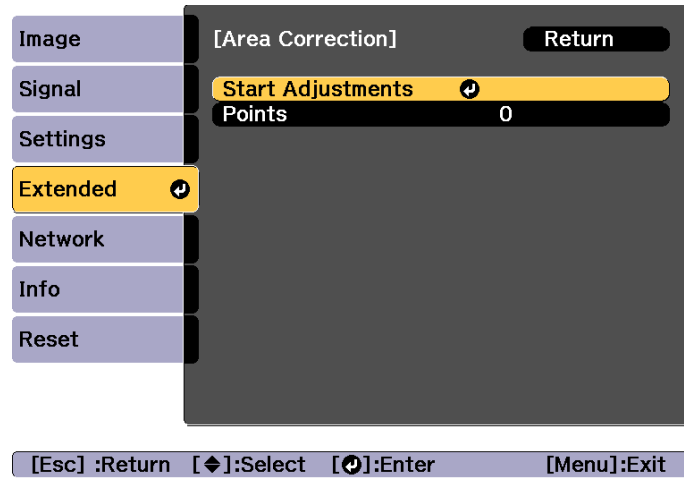 Image
Signal
Settings
Extended
Network
Info
Reset
[Area Correction] Return
Start Adjustments
Points 0
[Esc] :Return [◆]:Select [↵]:Enter [Menu]:Exit